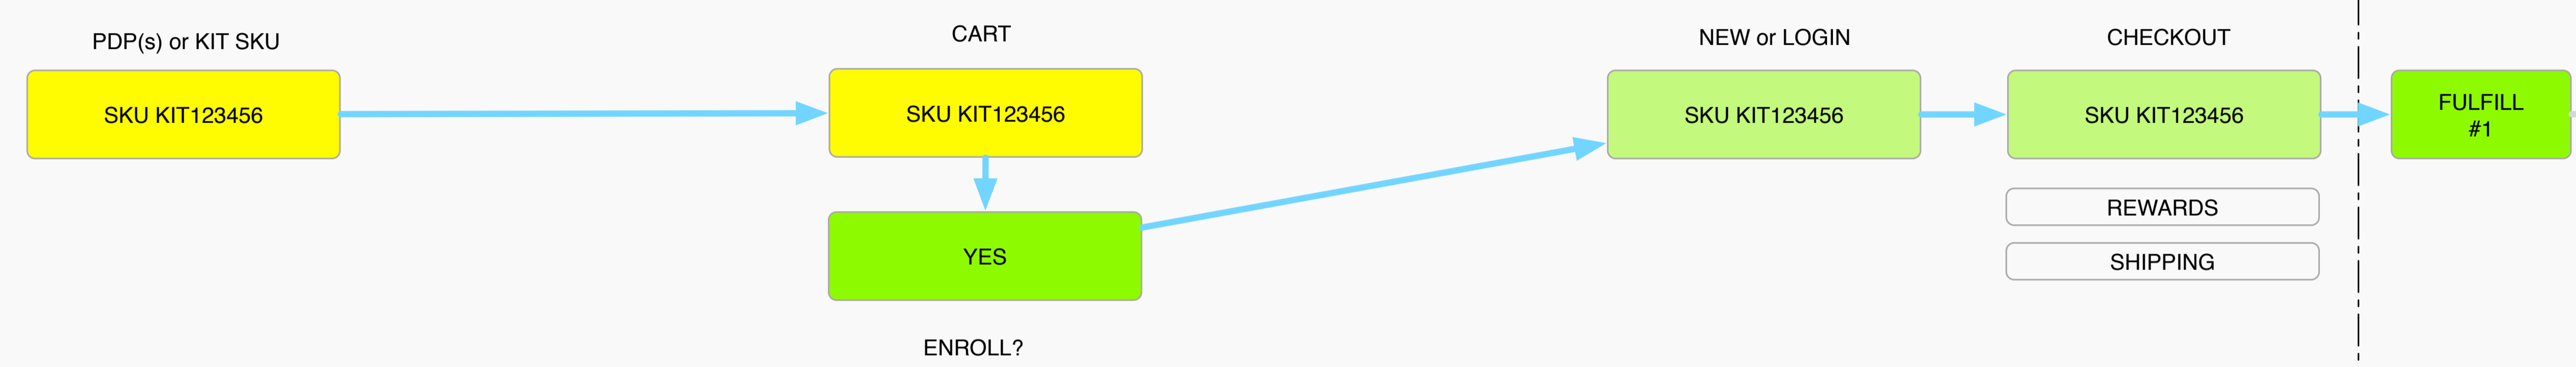 PDP(s) or KIT SKU
SKU KIT123456
CART
SKU KIT123456
YES
ENROLL?
NEW or LOGIN
SKU KIT123456
CHECKOUT
SKU KIT123456
REWARDS
SHIPPING
FULFILL
#1